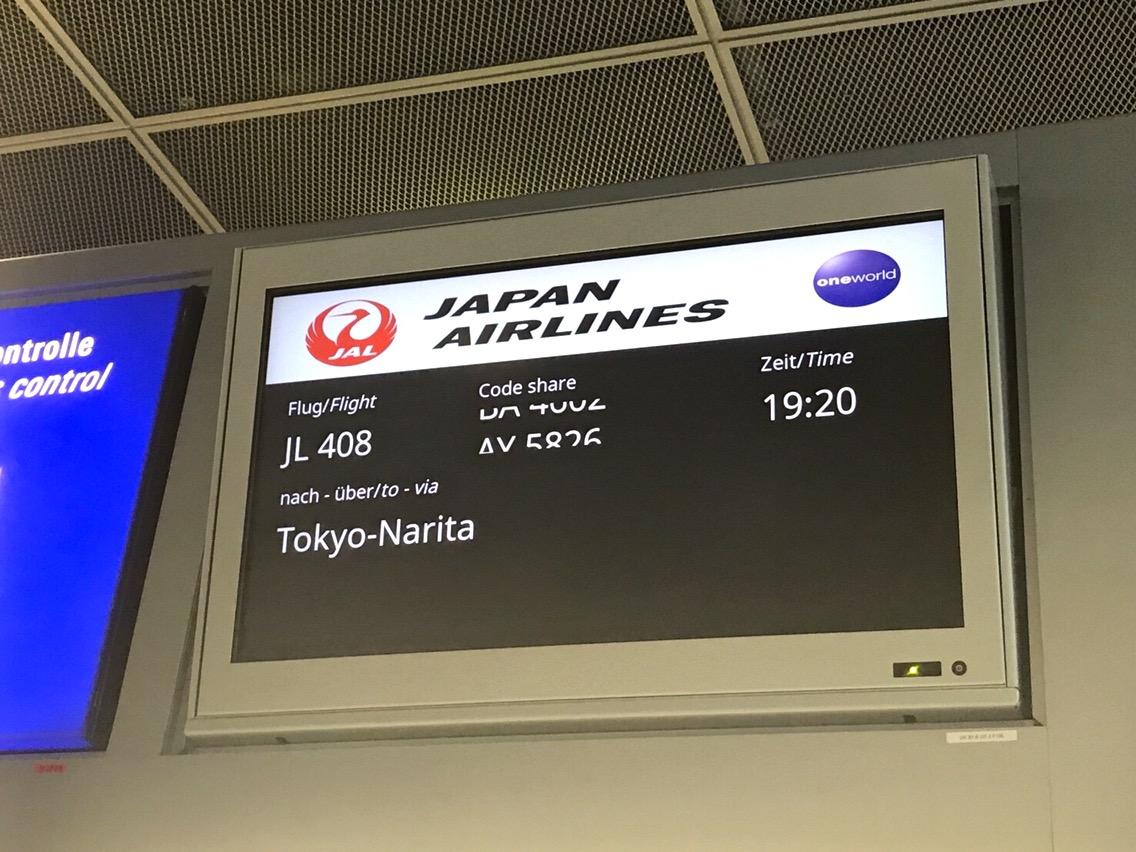 ontrolle
control
JAL
JAPAN
AIRLINES
oneworld
Flug/Flight
Code share
Zeit/Time
JL 408
19:20
nach - über/to - via
Tokyo-Narita